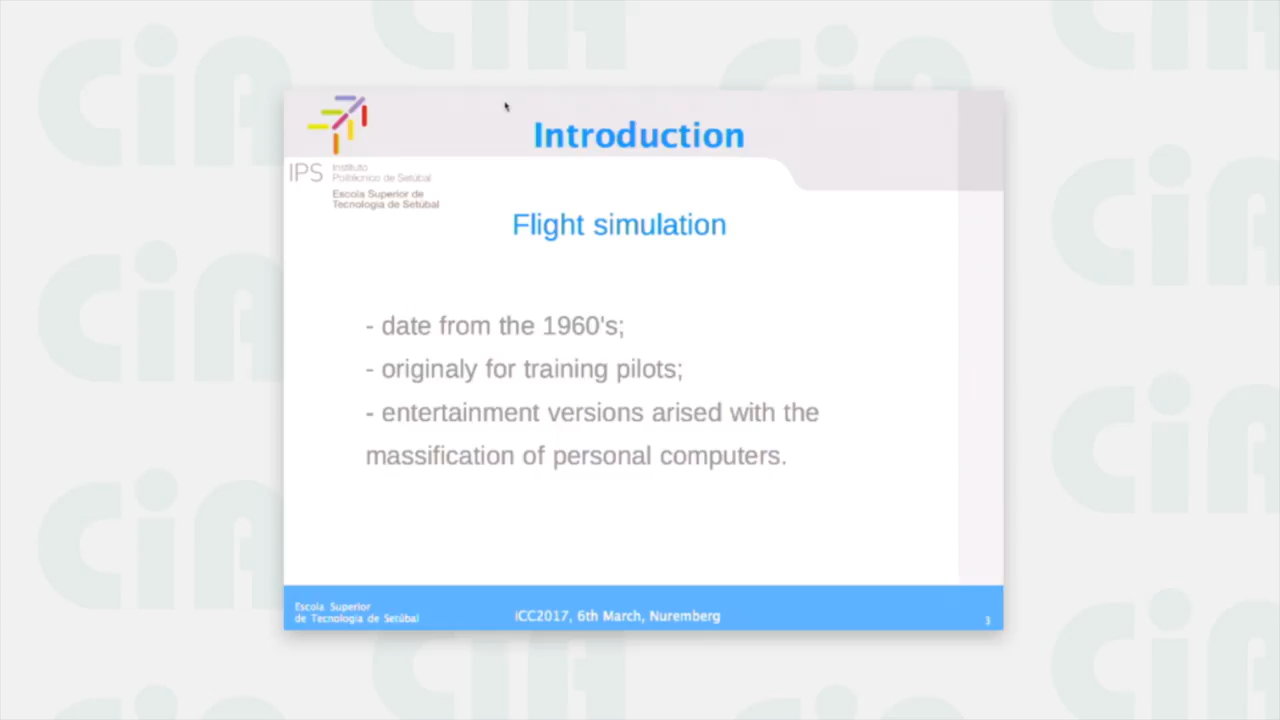 CiA
Introduction
IPS
Instituto
Politécnico de Setúbal
Escola Superior de
Tecnologia de Setúbal
Flight simulation
- date from the 1960's;
- originaly for training pilots;
- entertainment versions arised with the
massification of personal computers.
Escola Superior
de Tecnologia de Setúbal
iCC2017, 6th March, Nuremberg
3